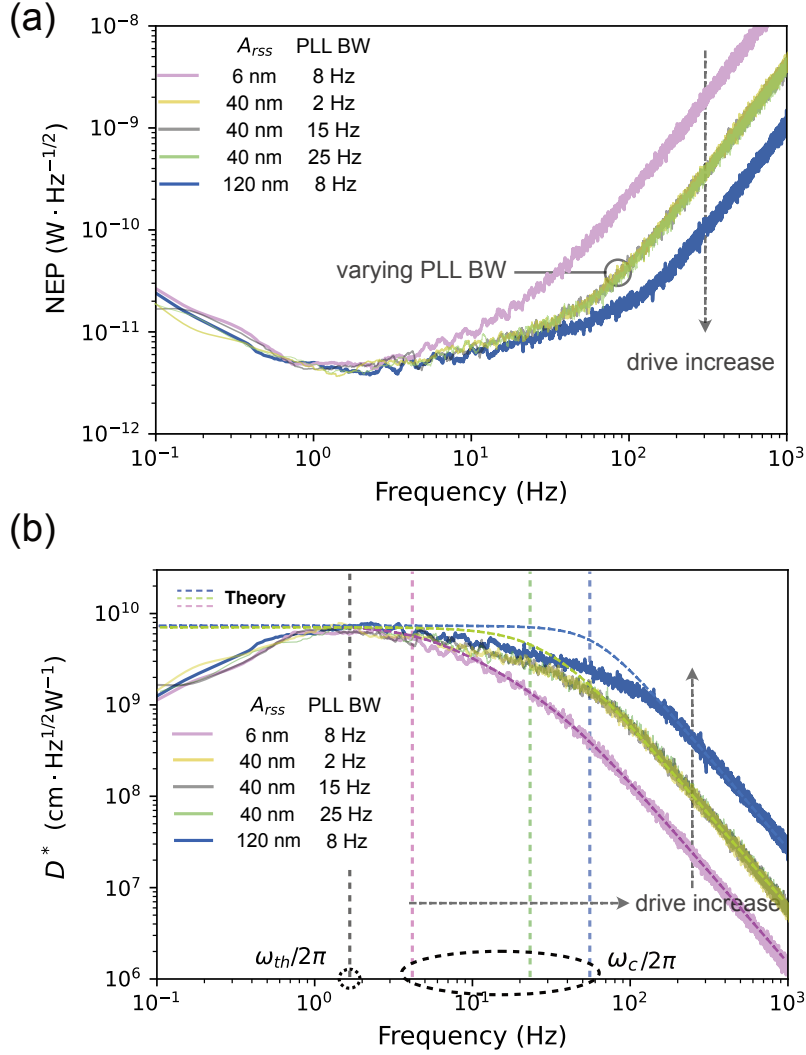 (a)
10⁻⁸
10⁻⁹
10⁻¹⁰
10⁻¹¹
10⁻¹²
NEP (W · Hz⁻¹/²)
A_rss PLL BW
6 nm 8 Hz
40 nm 2 Hz
40 nm 15 Hz
40 nm 25 Hz
120 nm 8 Hz
varying PLL BW
drive increase
10⁻¹ 10⁰ 10¹ 10² 10³
Frequency (Hz)
(b)
10¹⁰
10⁹
10⁸
10⁷
10⁶
D* (cm · Hz¹/²W⁻¹)
Theory
A_rss PLL BW
6 nm 8 Hz
40 nm 2 Hz
40 nm 15 Hz
40 nm 25 Hz
120 nm 8 Hz
drive increase
ω_th/2π
ω_c/2π
10⁻¹ 10⁰ 10¹ 10² 10³
Frequency (Hz)